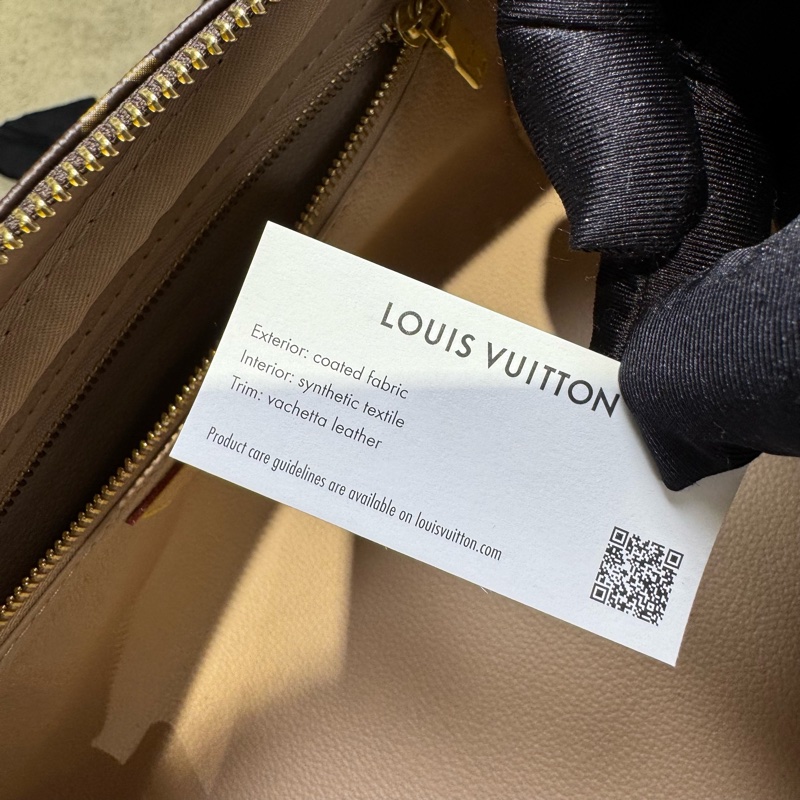 LOUIS VUITTON
Exterior: coated fabric
Interior: synthetic textile
Trim: vachetta leather
Product care guidelines are available on louisvuitton.com